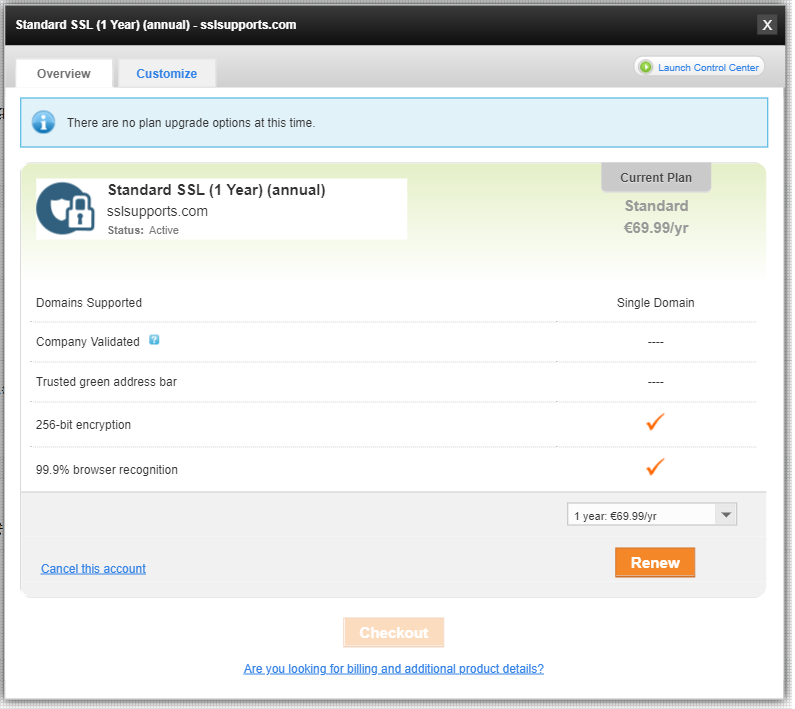 Standard SSL (1 Year) (annual) - sslsupports.com
X
Overview
Customize
Launch Control Center
There are no plan upgrade options at this time.
Standard SSL (1 Year) (annual)
sslsupports.com
Status: Active
Current Plan
Standard
€69.99/yr
Domains Supported
Single Domain
Company Validated ?
----
Trusted green address bar
----
256-bit encryption
99.9% browser recognition
1 year: €69.99/yr
Cancel this account
Renew
Checkout
Are you looking for billing and additional product details?